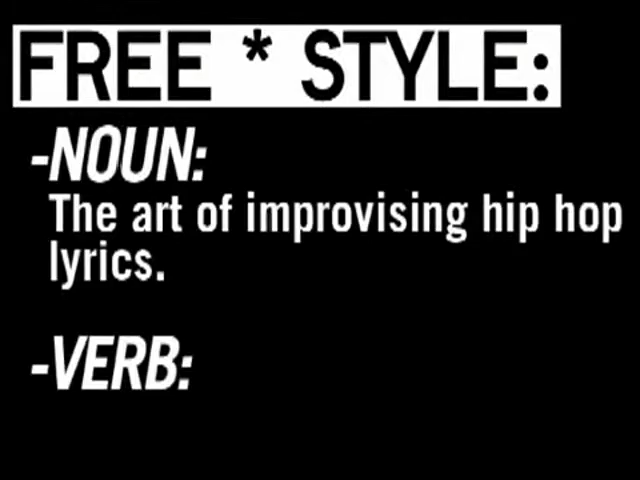 FREE * STYLE:
-NOUN:
The art of improvising hip hop
lyrics.
-VERB: